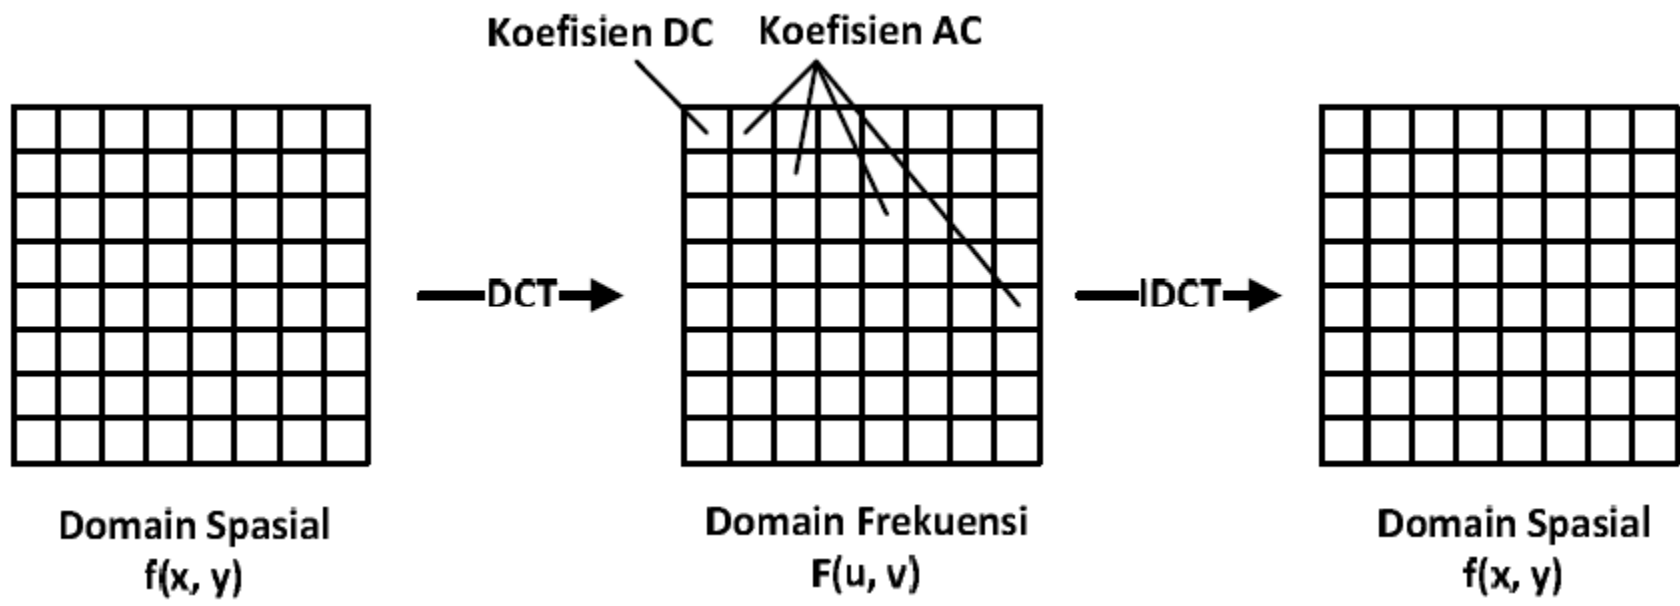 Koefisien DC
Koefisien AC
DCT
IDCT
Domain Spasial
f(x, y)
Domain Frekuensi
F(u, v)
Domain Spasial
f(x, y)